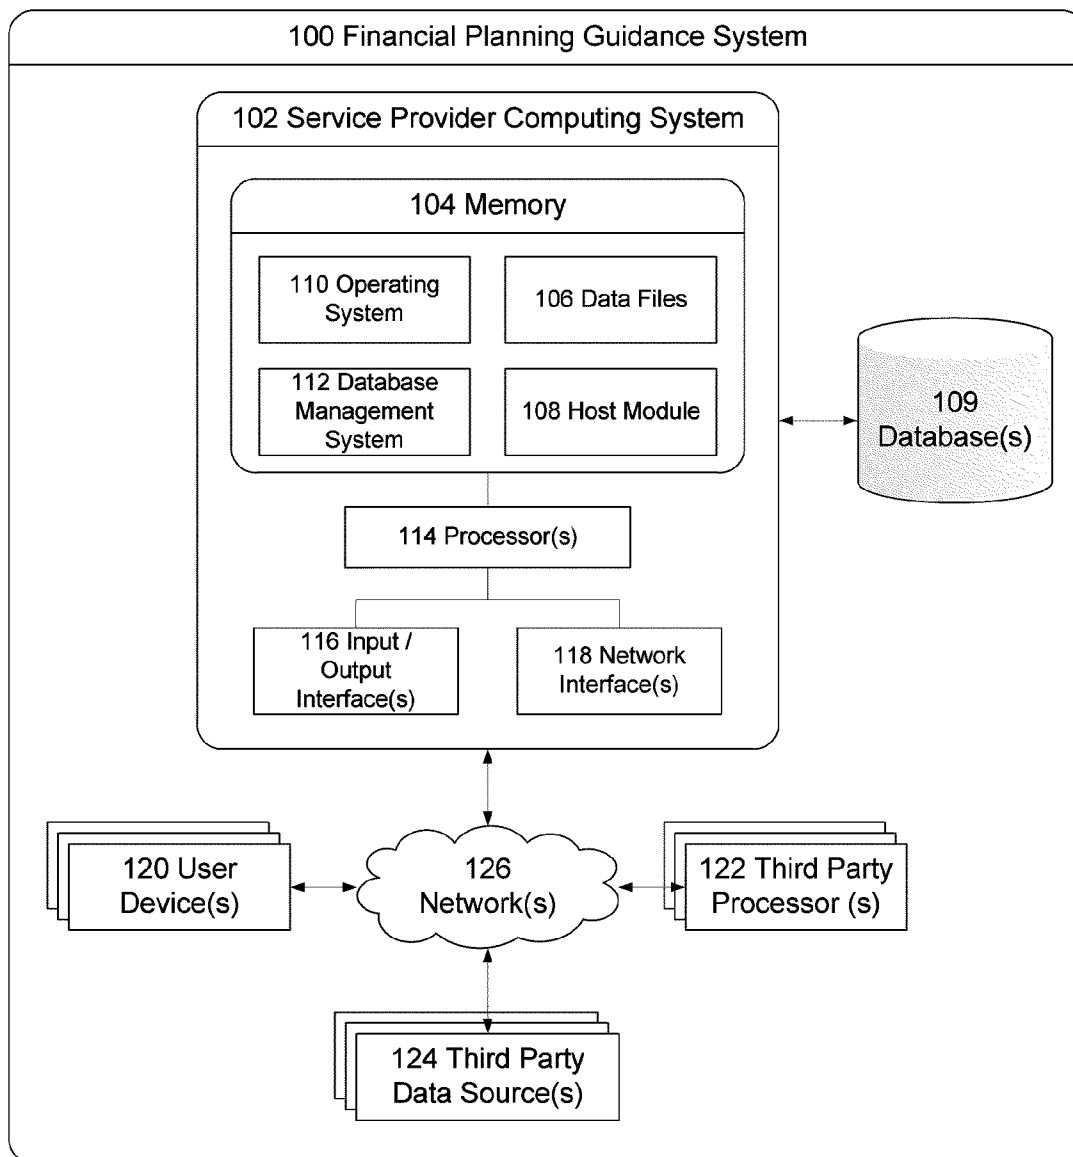 100 Financial Planning Guidance System
102 Service Provider Computing System
104 Memory
110 Operating
System
106 Data Files
112 Database
Management
System
108 Host Module
109
Database(s)
114 Processor(s)
116 Input /
Output
Interface(s)
118 Network
Interface(s)
120 User
Device(s)
126
Network(s)
122 Third Party
Processor (s)
124 Third Party
Data Source(s)